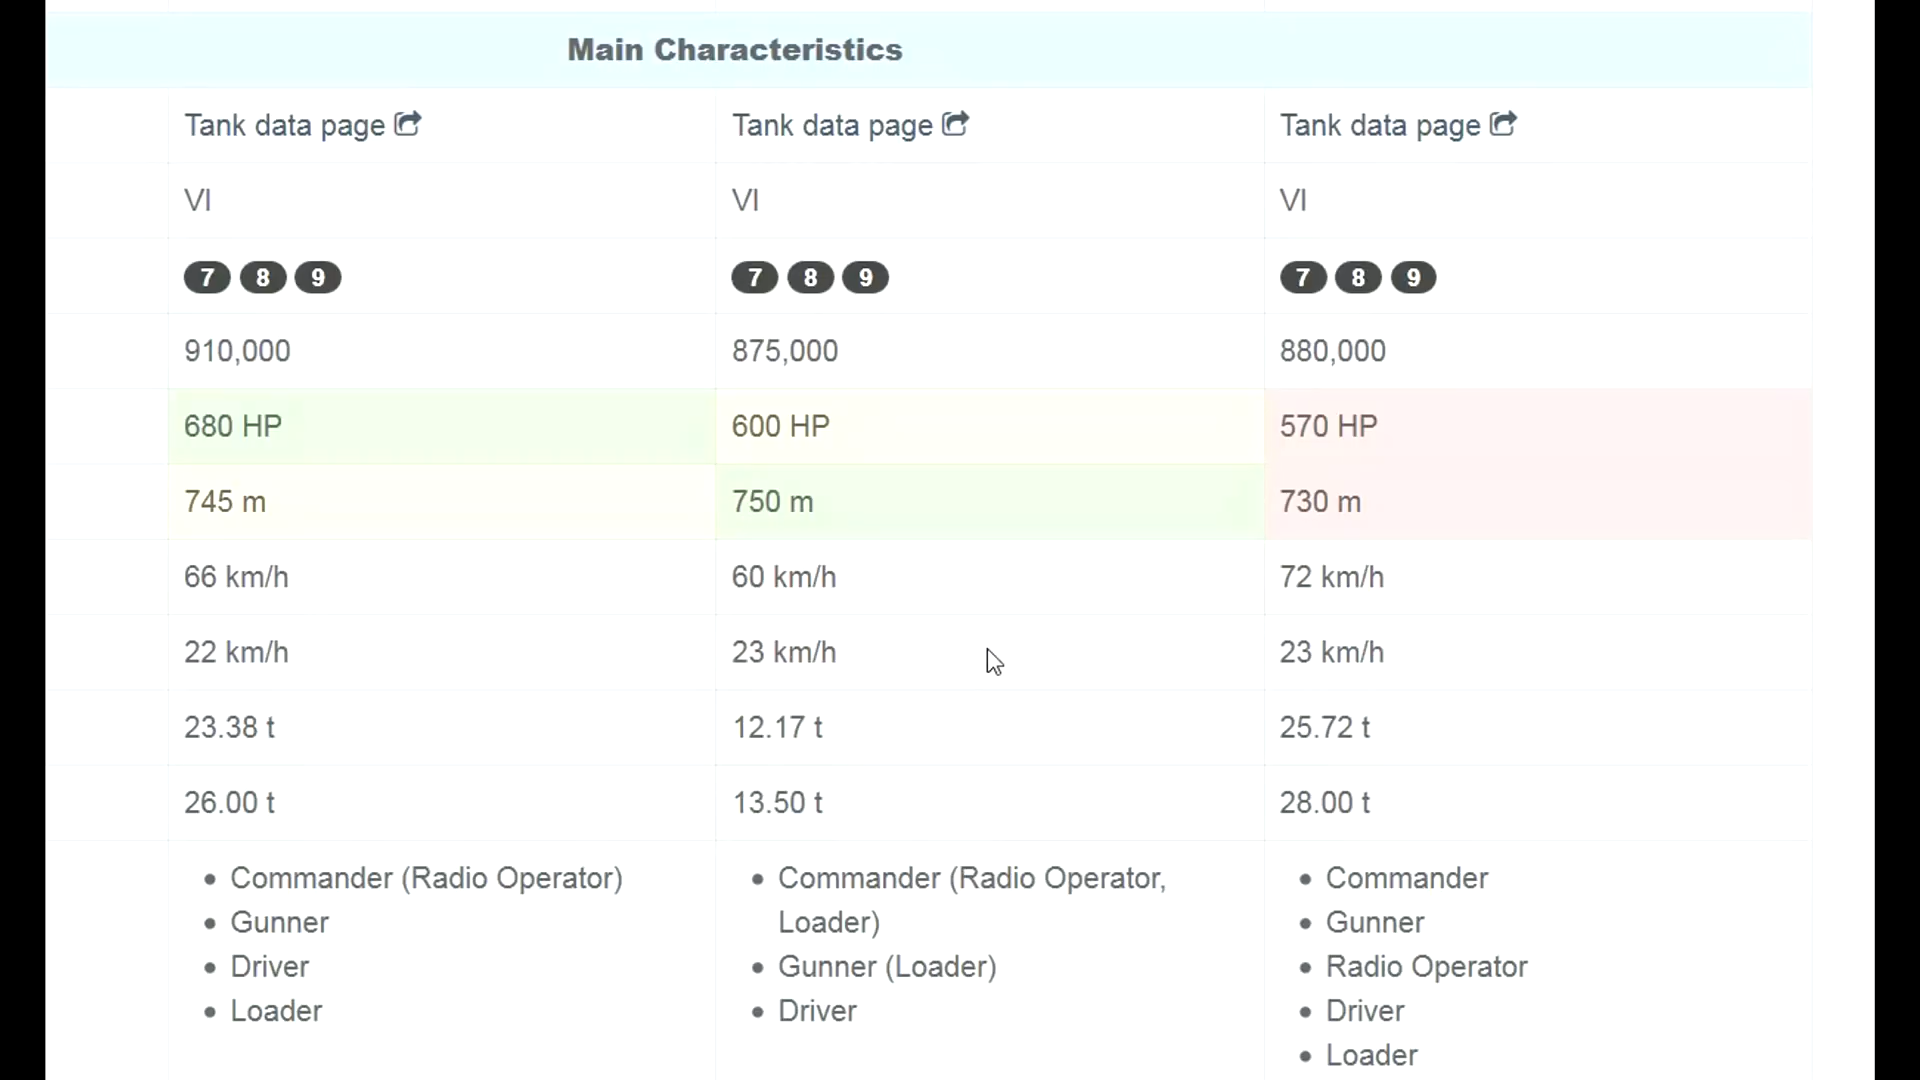 Main Characteristics
Tank data page Tank data page Tank data page
VI VI VI
7 8 9 7 8 9 7 8 9
910,000 875,000 880,000
680 HP 600 HP 570 HP
745 m 750 m 730 m
66 km/h 60 km/h 72 km/h
22 km/h 23 km/h 23 km/h
23.38 t 12.17 t 25.72 t
26.00 t 13.50 t 28.00 t
• Commander (Radio Operator)
• Gunner
• Driver
• Loader
• Commander (Radio Operator,
Loader)
• Gunner (Loader)
• Driver
• Commander
• Gunner
• Radio Operator
• Driver
• Loader